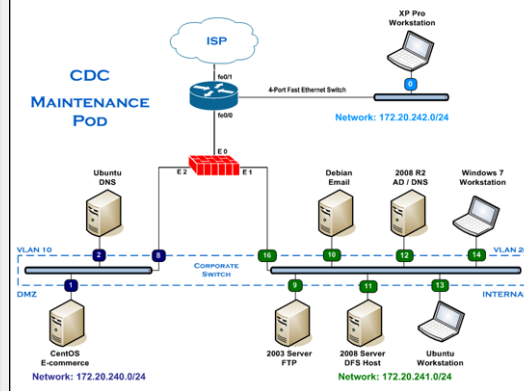 XP Pro
Workstation
ISP
CDC
Maintenance
Pod
fe0/1
4-Port Fast Ethernet Switch
0
Network: 172.20.242.0/24
fe0/0
E 0
E 2
E 1
Ubuntu
DNS
Debian
Email
2008 R2
AD / DNS
Windows 7
Workstation
VLAN 10
2
8
16
10
12
14
Corporate
Switch
1
9
11
13
DMZ
CentOS
E-commerce
2003 Server
FTP
2008 Server
DFS Host
Ubuntu
Workstation
Network: 172.20.240.0/24
Network: 172.20.241.0/24